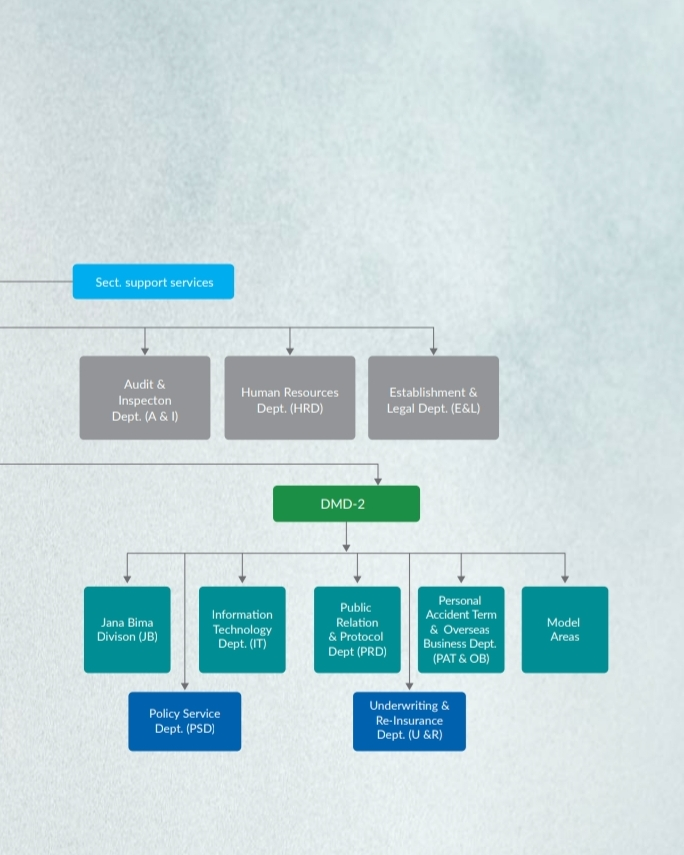 Sect. support services
Audit &
Inspecton
Dept. (A & I)
Human Resources
Dept. (HRD)
Establishment &
Legal Dept. (E&L)
DMD-2
Jana Bima
Divison (JB)
Information
Technology
Dept. (IT)
Public
Relation
& Protocol
Dept (PRD)
Personal
Accident Term
& Overseas
Business Dept.
(PAT & OB)
Model
Areas
Policy Service
Dept. (PSD)
Underwriting &
Re-Insurance
Dept. (U &R)